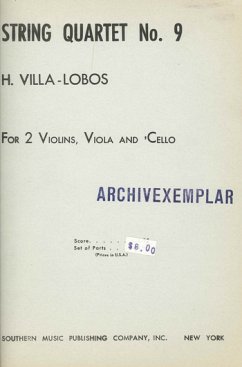 STRING QUARTET No. 9
H. VILLA-LOBOS
FOR 2 VIOLINS, VIOLA AND 'CELLO
ARCHIVEXEMPLAR
Score. . . . . . .
Set of Parts . . . $6.00
(Prices in U.S.A.)
SOUTHERN MUSIC PUBLISHING COMPANY, INC. NEW YORK